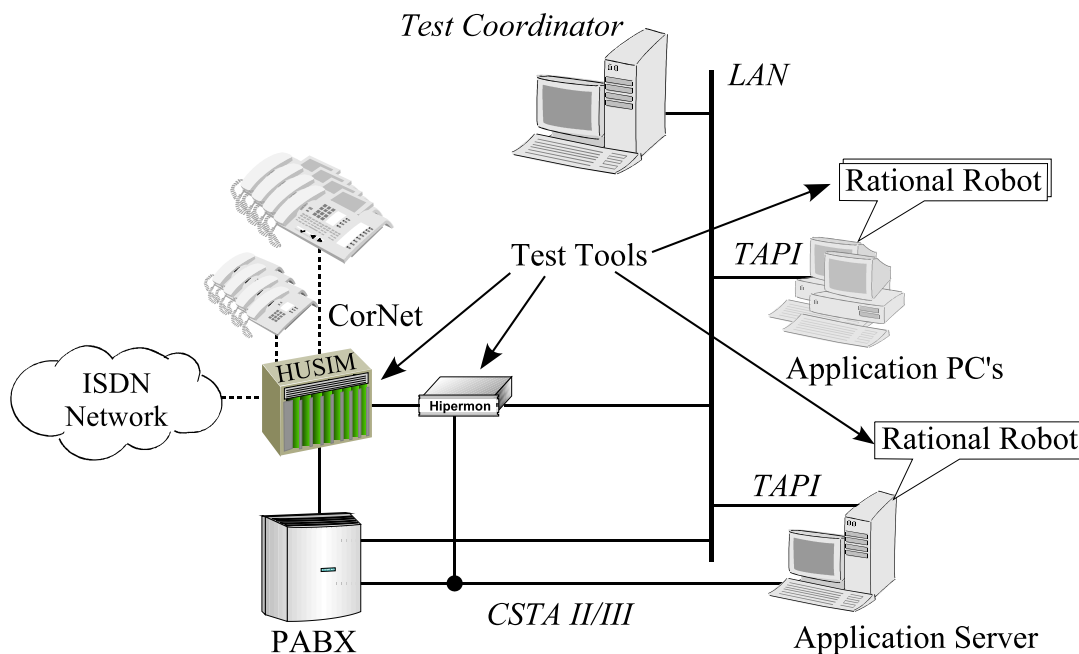 Test Coordinator
LAN
Rational Robot
Test Tools
TAPI
CorNet
HUSIM
ISDN
Network
Hipermon
Application PC's
Rational Robot
TAPI
CSTA II/III
PABX
Application Server